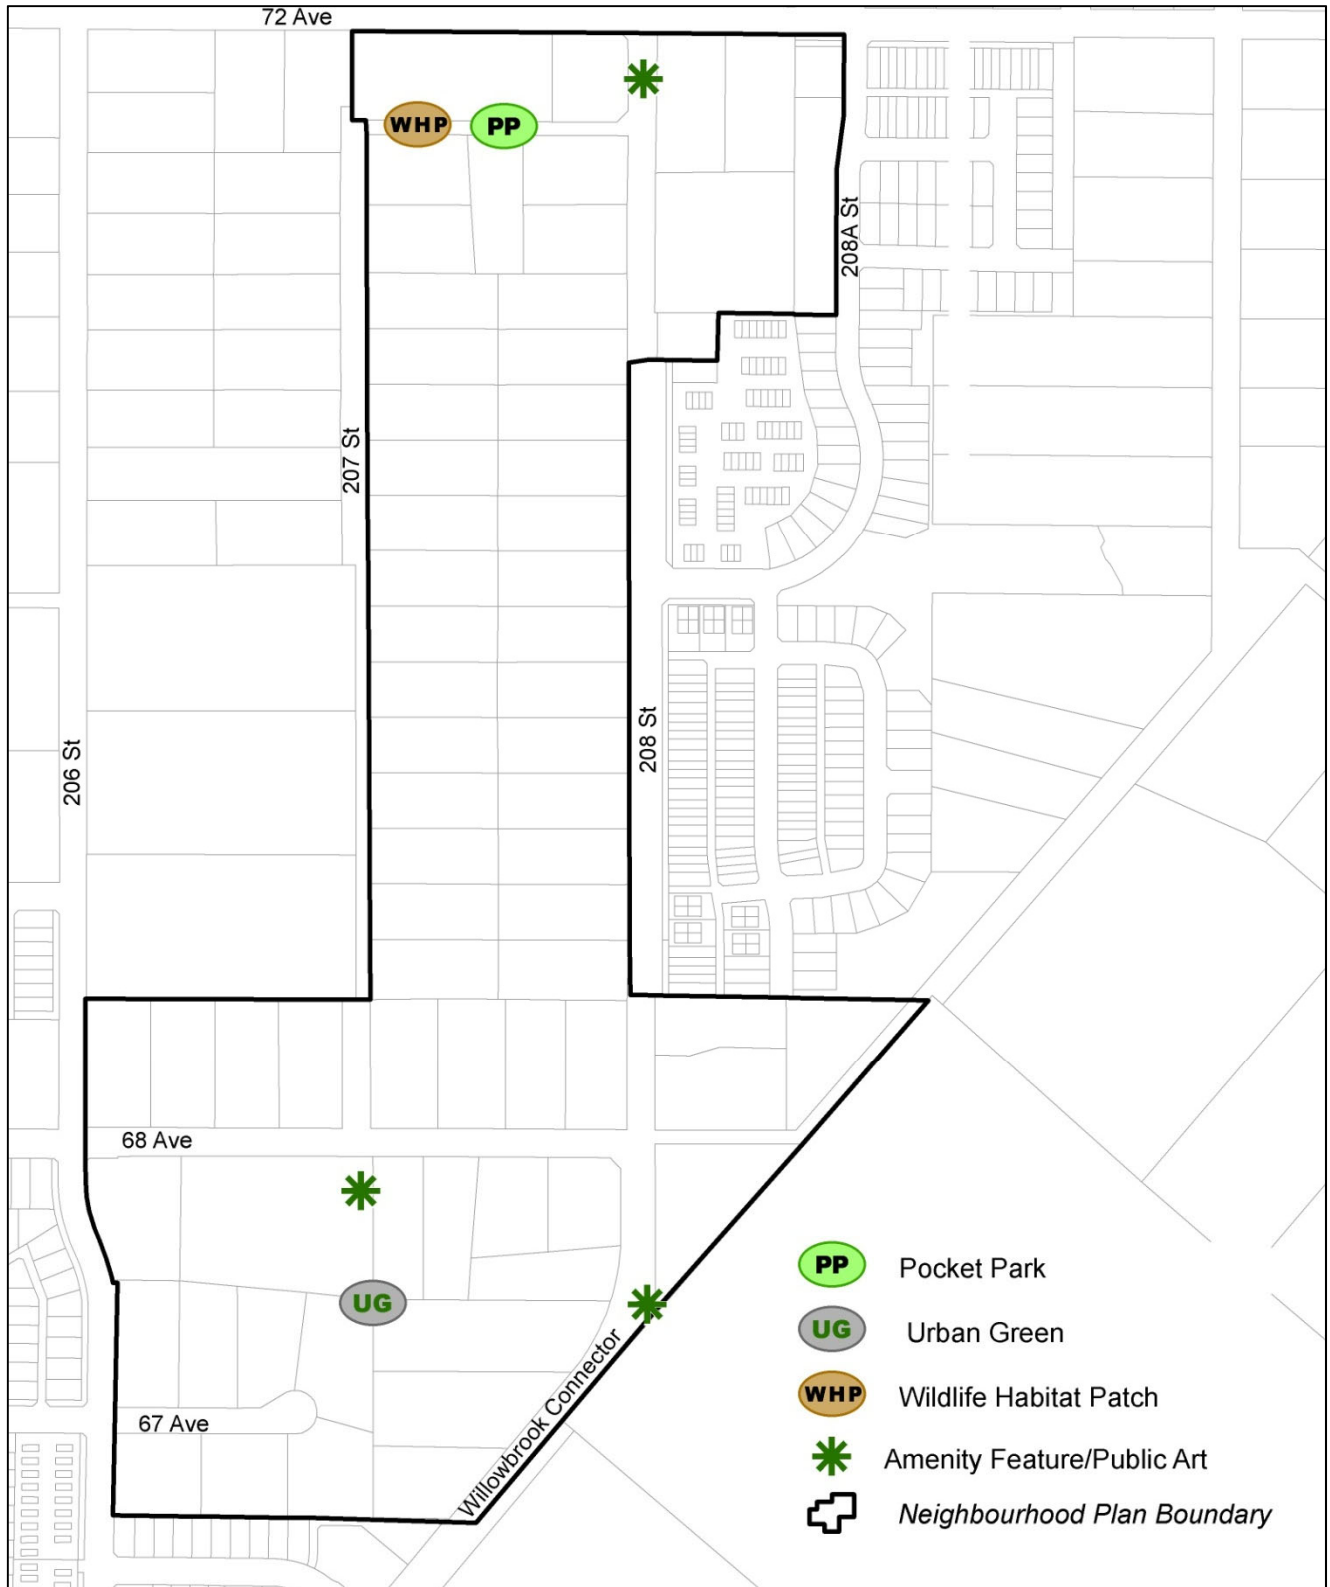 72 Ave
WHP
PP
208A St
207 St
208 St
206 St
68 Ave
UG
Willowbrook Connector
67 Ave
PP Pocket Park
UG Urban Green
WHP Wildlife Habitat Patch
Amenity Feature/Public Art
Neighbourhood Plan Boundary